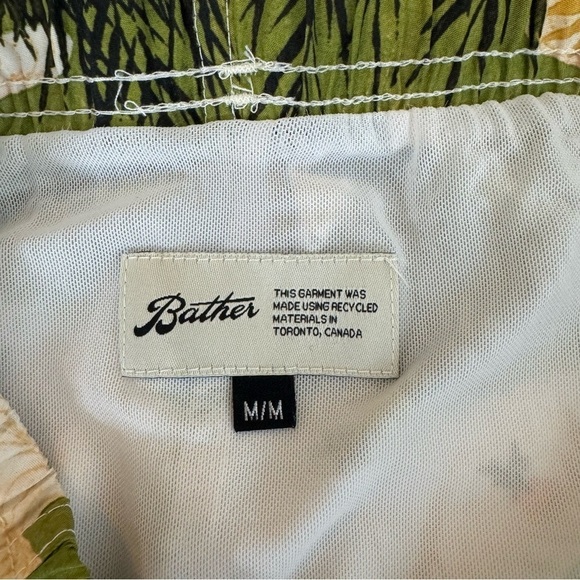 Bather
THIS GARMENT WAS
MADE USING RECYCLED
MATERIALS IN
TORONTO, CANADA
M/M